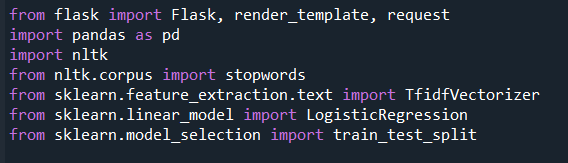 from flask import Flask, render_template, request
import pandas as pd
import nltk
from nltk.corpus import stopwords
from sklearn.feature_extraction.text import TfidfVectorizer
from sklearn.linear_model import LogisticRegression
from sklearn.model_selection import train_test_split